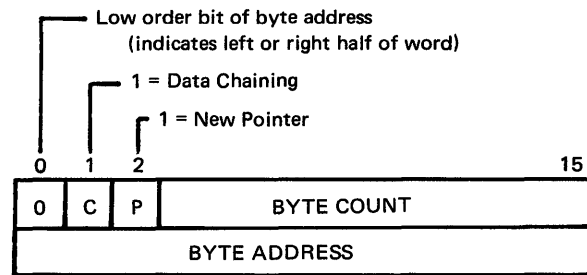 Low order bit of byte address
(indicates left or right half of word)
1 = Data Chaining
1 = New Pointer
0 1 2 15
0 C P BYTE COUNT
BYTE ADDRESS